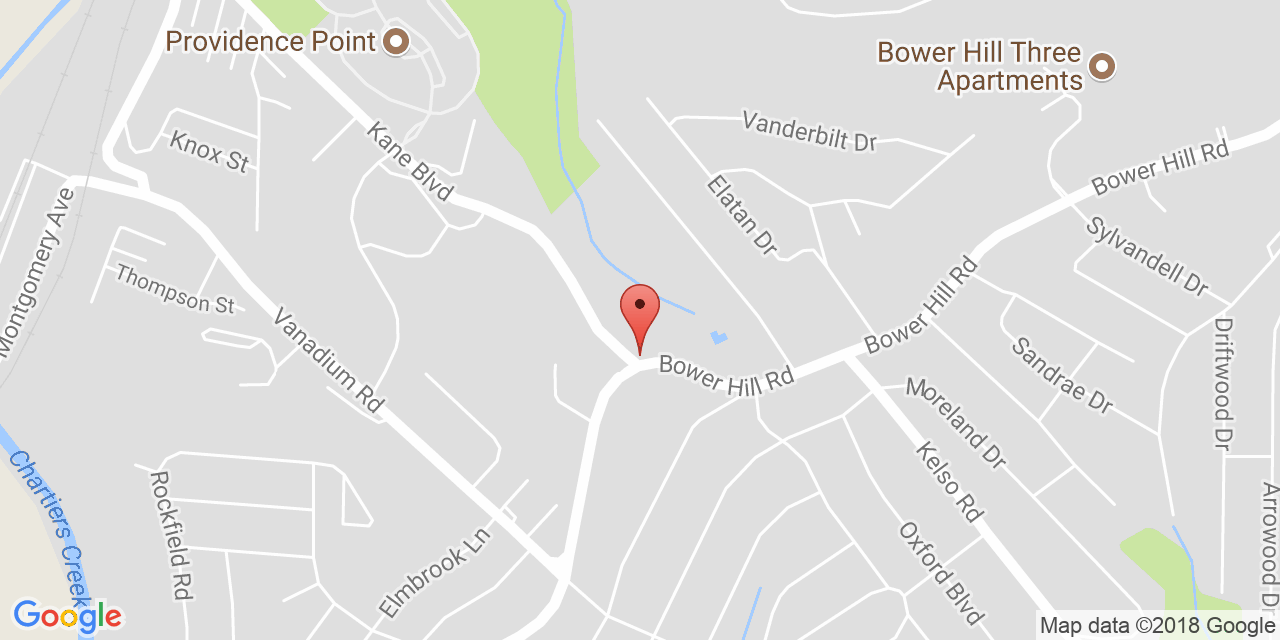 Providence Point
Bower Hill Three
Apartments
Vanderbilt Dr
Knox St
Kane Blvd
Bower Hill Rd
Elatan Dr
Montgomery Ave
Sylvandell Dr
Thompson St
Bower Hill Rd
Vanadium Rd
Driftwood Dr
Sandrae Dr
Bower Hill Rd
Moreland Dr
Kelso Rd
Chartiers Creek
Rockfield Rd
Elmbrook Ln
Oxford Blvd
Arrowood Dr
Google
Map data ©2018 Google